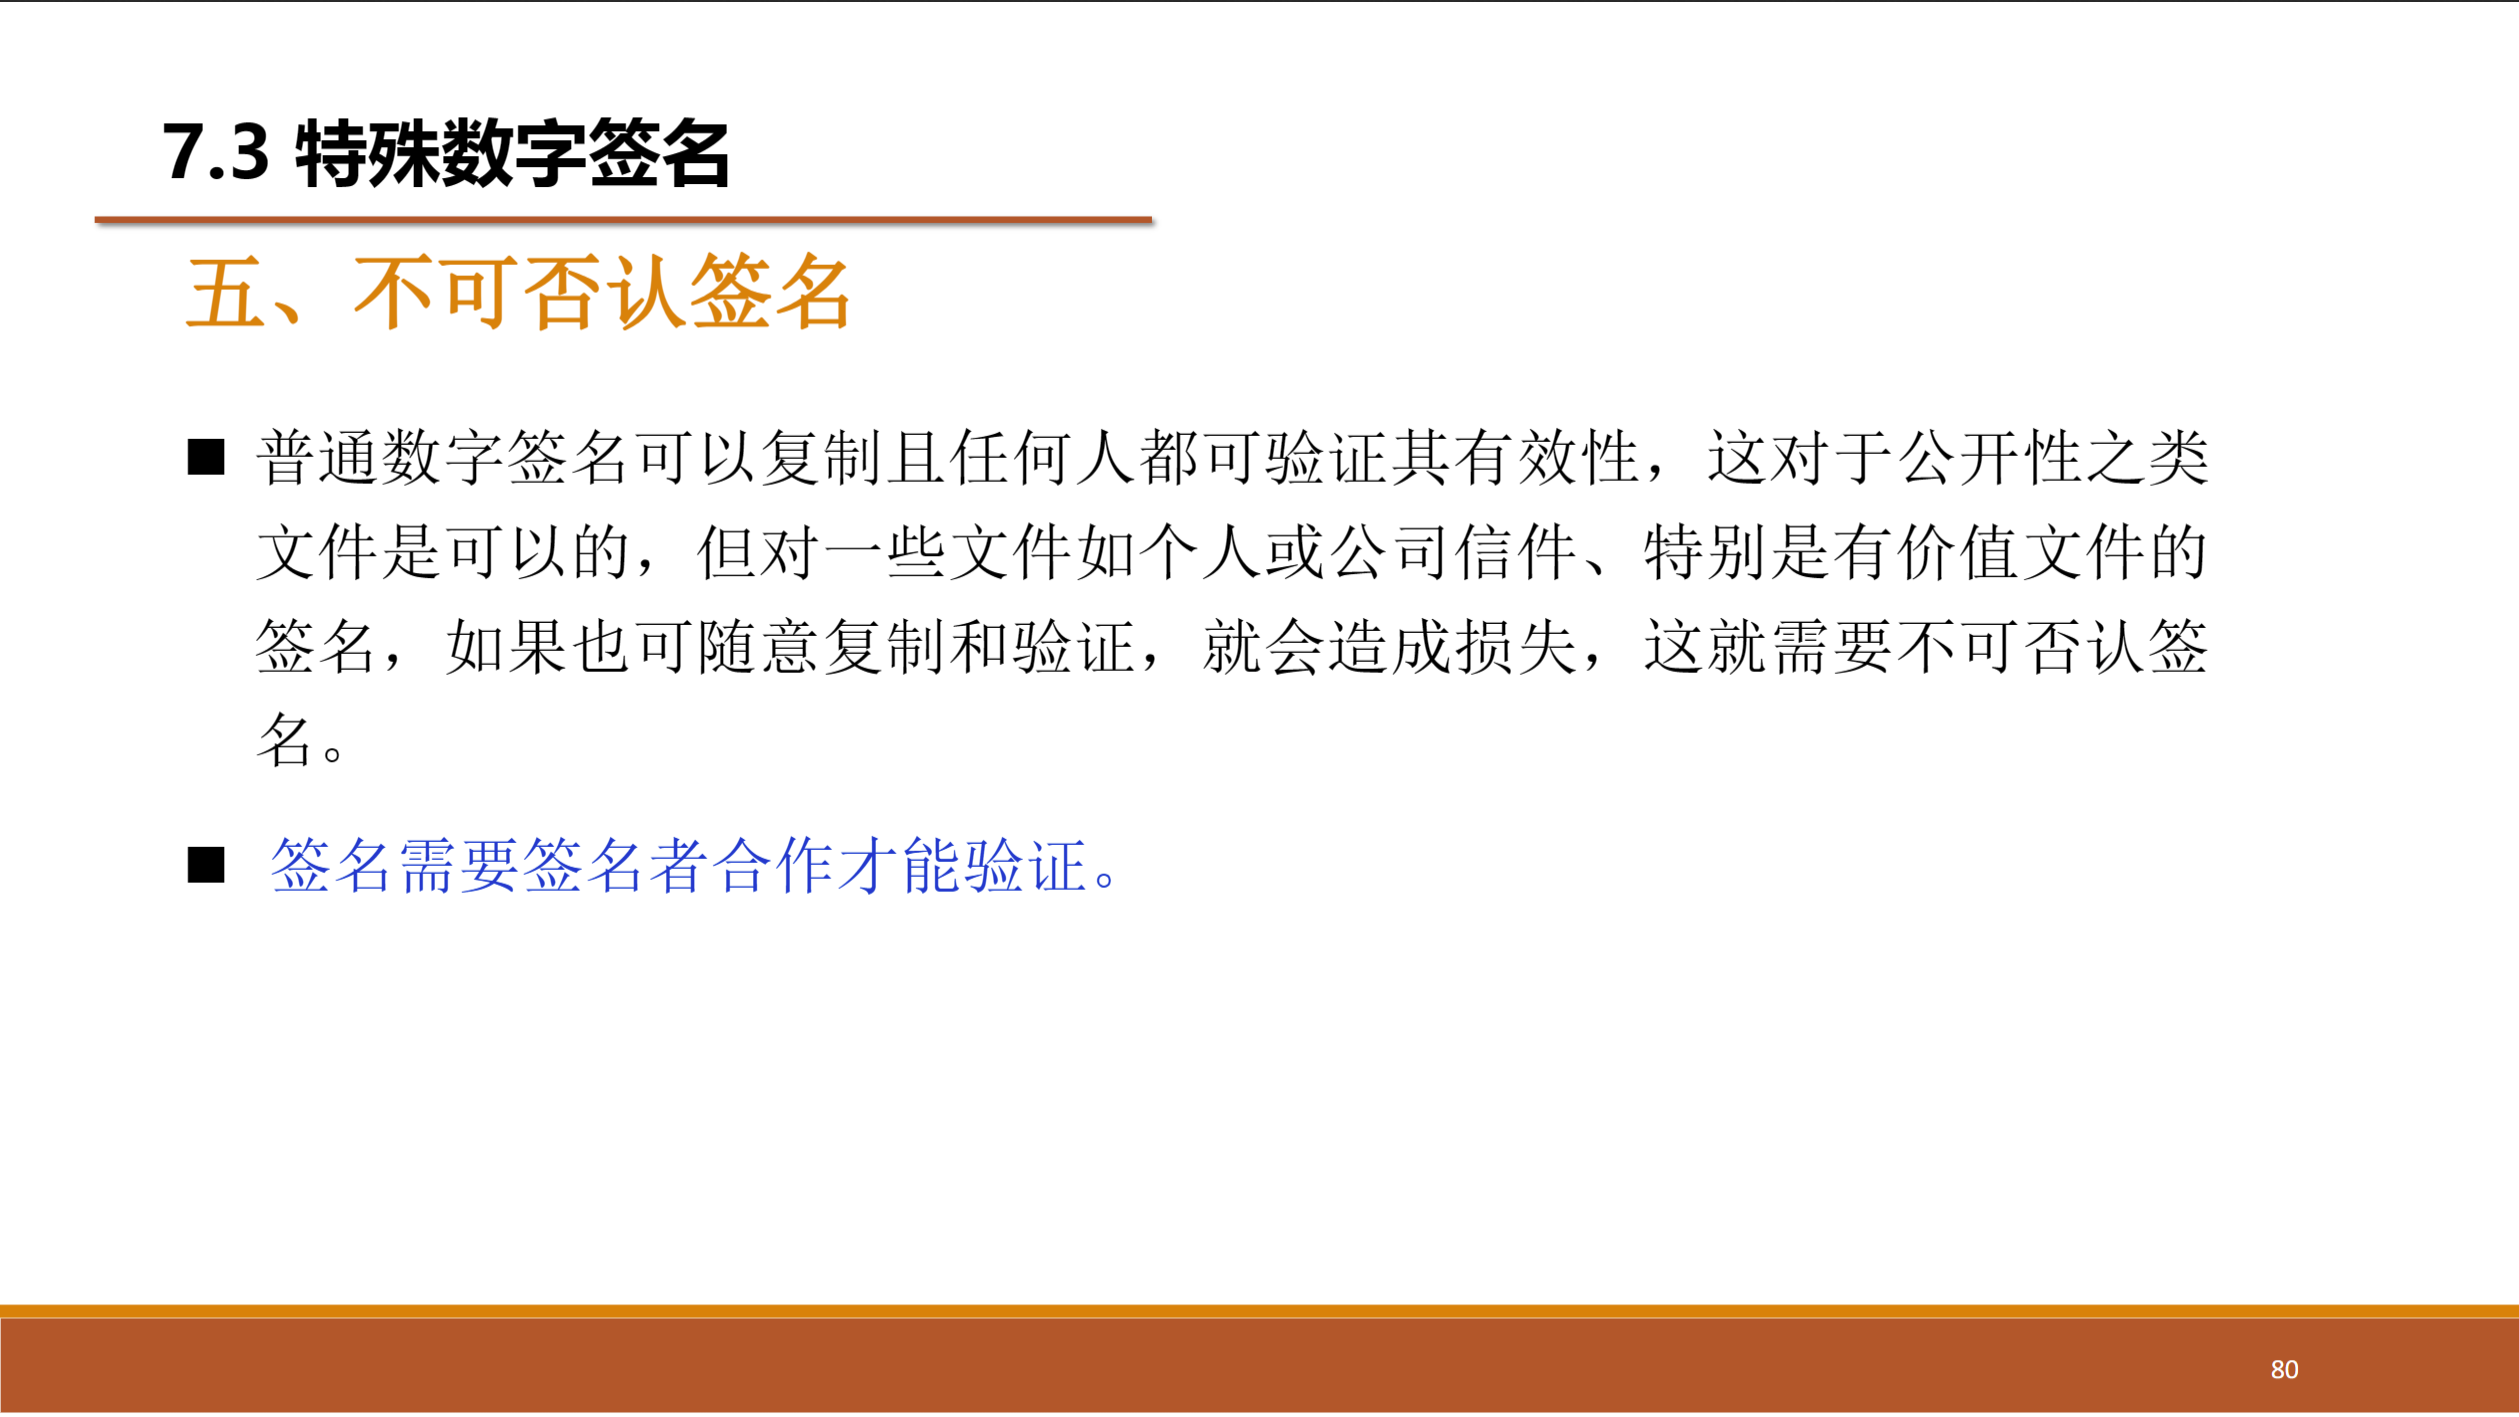 7.3 特殊数字签名
五、不可否认签名
■ 普通数字签名可以复制且任何人都可验证其有效性，这对于公开性之类
文件是可以的，但对一些文件如个人或公司信件、特别是有价值文件的
签名，如果也可随意复制和验证，就会造成损失，这就需要不可否认签
名。
■ 签名需要签名者合作才能验证。
80